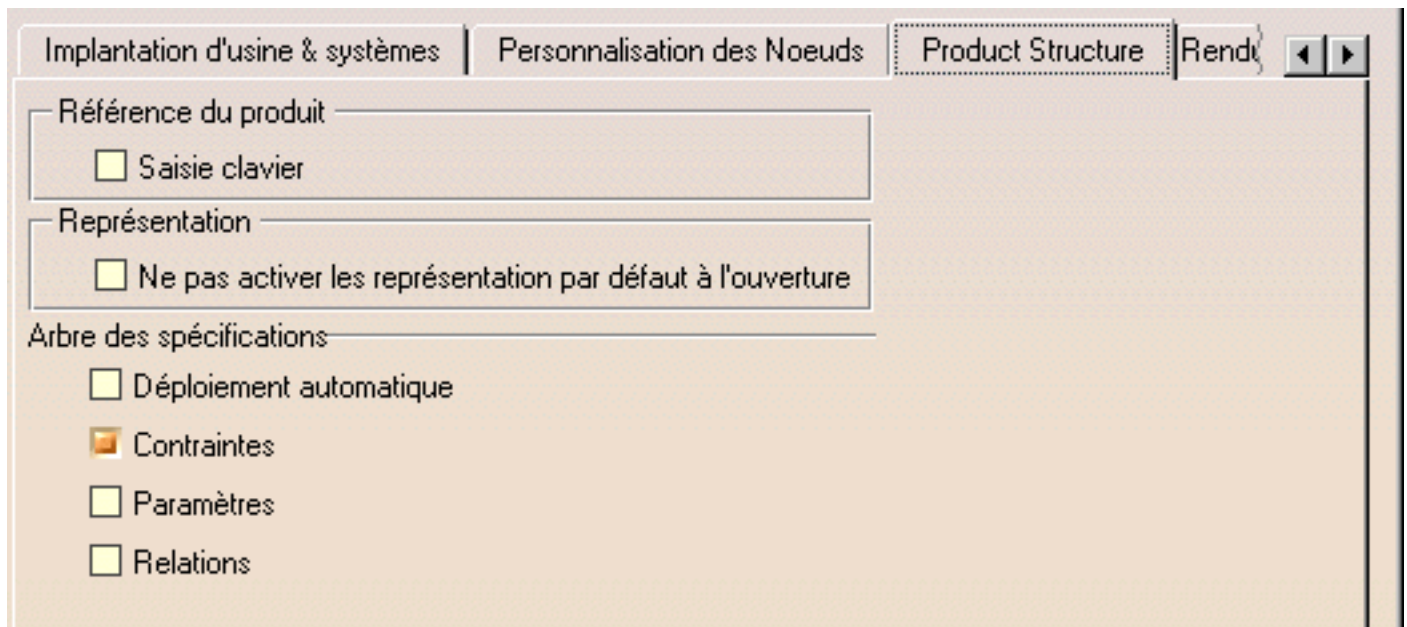 Implantation d'usine & systèmes Personnalisation des Noeuds Product Structure
Référence du produit
Saisie clavier
Représentation
Ne pas activer les représentation par défaut à l'ouverture
Arbre des spécifications
Déploiement automatique
Contraintes
Paramètres
Relations